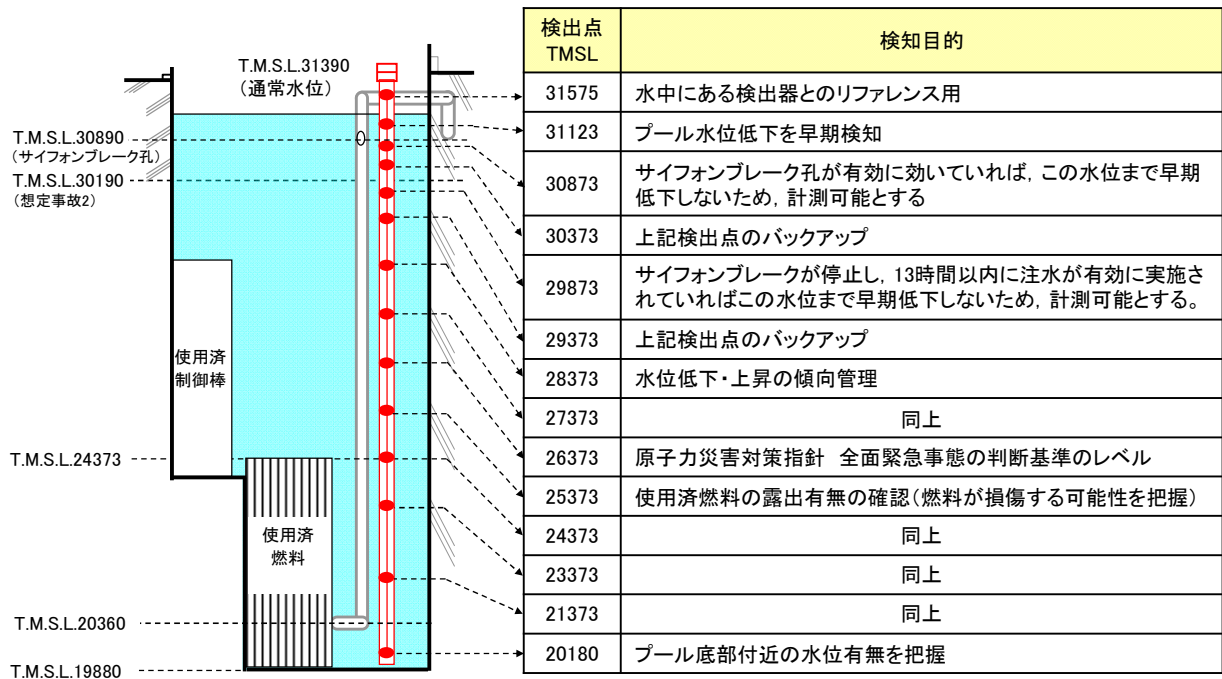 T.M.S.L.31390
（通常水位）
T.M.S.L.30890
（サイフォンブレーク孔）
T.M.S.L.30190
（想定事故2）
使用済
制御棒
T.M.S.L.24373
使用済
燃料
T.M.S.L.20360
T.M.S.L.19880
検出点
TMSL
検知目的
31575 水中にある検出器とのリファレンス用
31123 プール水位低下を早期検知
30873 サイフォンブレーク孔が有効に効いていれば，この水位まで早期
低下しないため，計測可能とする
30373 上記検出点のバックアップ
29873 サイフォンブレークが停止し，13時間以内に注水が有効に実施さ
れていればこの水位まで早期低下しないため，計測可能とする。
29373 上記検出点のバックアップ
28373 水位低下・上昇の傾向管理
27373 同上
26373 原子力災害対策指針　全面緊急事態の判断基準のレベル
25373 使用済燃料の露出有無の確認（燃料が損傷する可能性を把握）
24373 同上
23373 同上
21373 同上
20180 プール底部付近の水位有無を把握